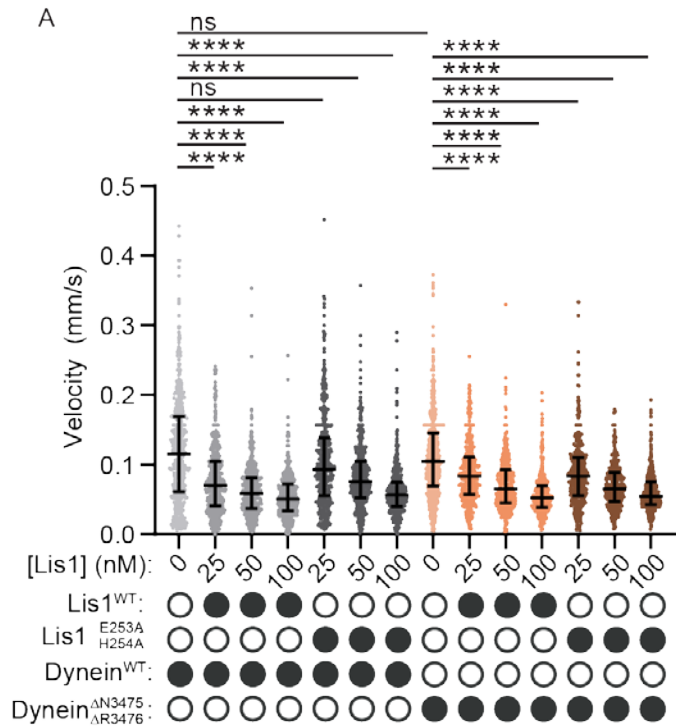 A
ns
**** ****
**** ****
ns ****
**** ****
**** ****
**** ****
Velocity (mm/s)
0.5
0.4
0.3
0.2
0.1
0.0
[Lis1] (nM): 0 25 50 100 25 50 100 0 25 50 100 25 50 100
Lis1WT:
Lis1 E253A H254A :
DyneinWT:
DyneinΔN3475 ΔR3476 :